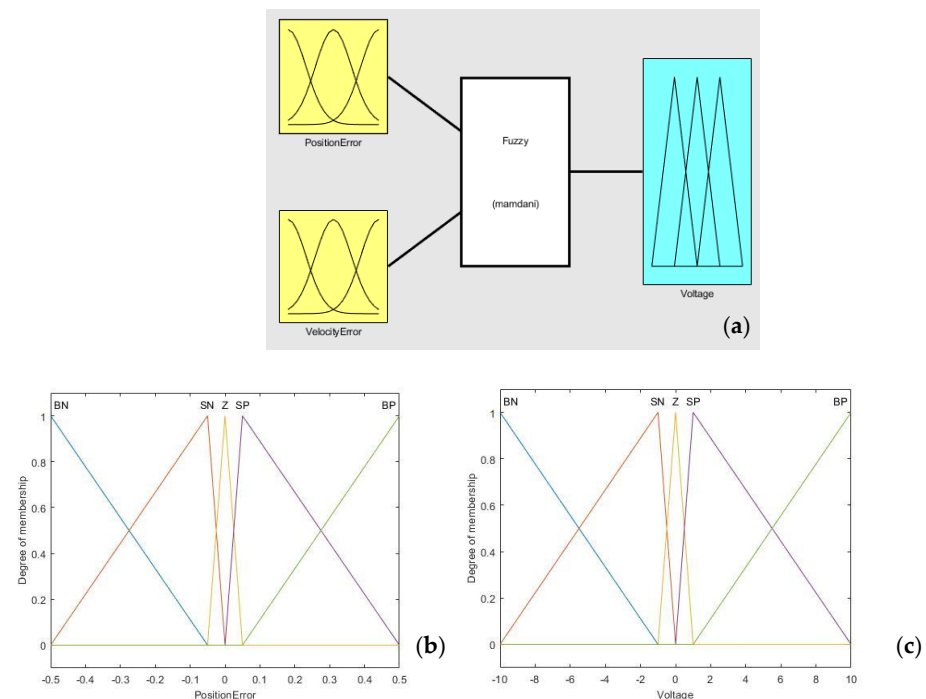 PositionError
Fuzzy
(mamdani)
VelocityError
Voltage
(a)
BN SN Z SP BP
1
0.8
0.6
0.4
0.2
0
Degree of membership
-0.5 -0.4 -0.3 -0.2 -0.1 0 0.1 0.2 0.3 0.4 0.5
PositionError
(b)
BN SN Z SP BP
1
0.8
0.6
0.4
0.2
0
Degree of membership
-10 -8 -6 -4 -2 0 2 4 6 8 10
Voltage
(c)